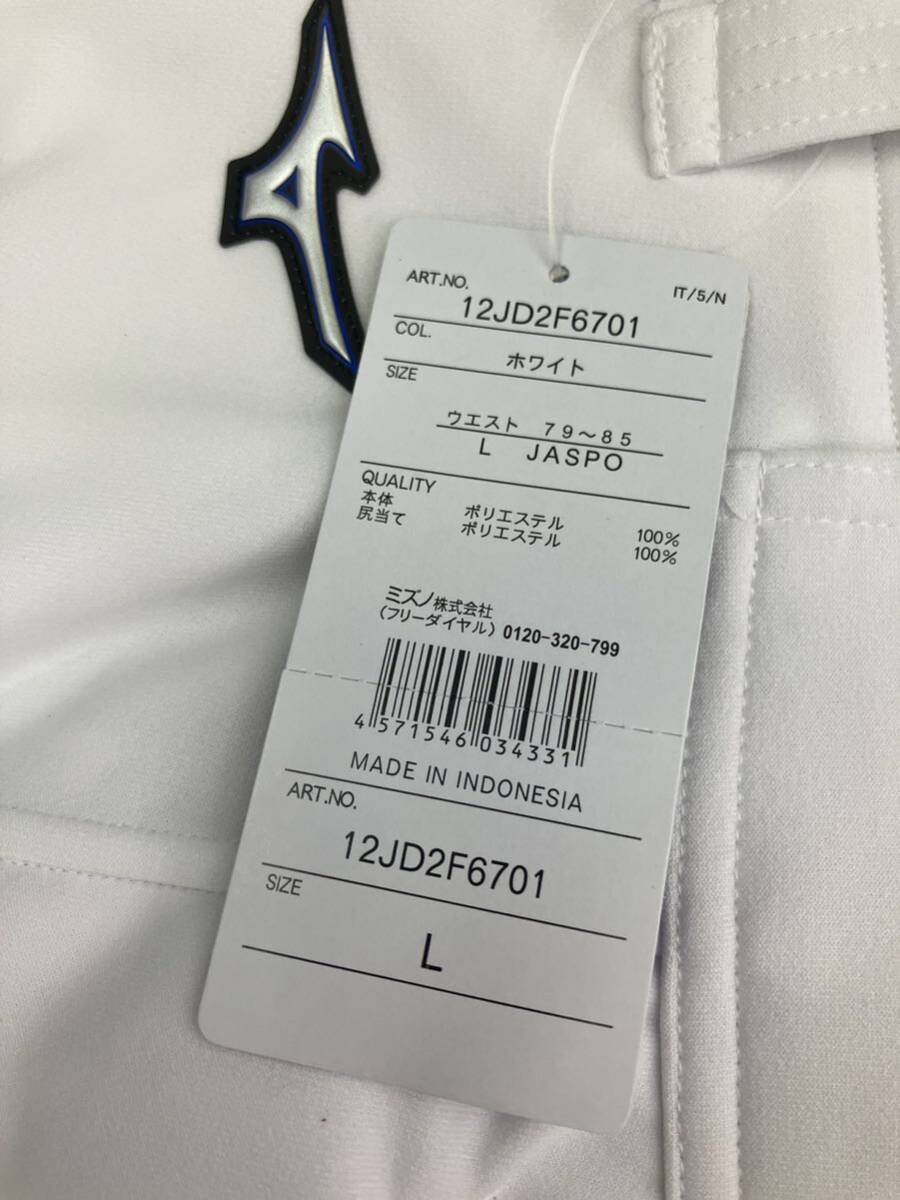 ART.NO.
IT/5/N
12JD2F6701
COL.
ホワイト
SIZE
ウエスト 79～85
L JASPO
QUALITY
本体 ポリエステル 100%
尻当て ポリエステル 100%
ミズノ株式会社
(フリーダイヤル) 0120-320-799
4 571546 034331
MADE IN INDONESIA
ART.NO.
12JD2F6701
SIZE
L